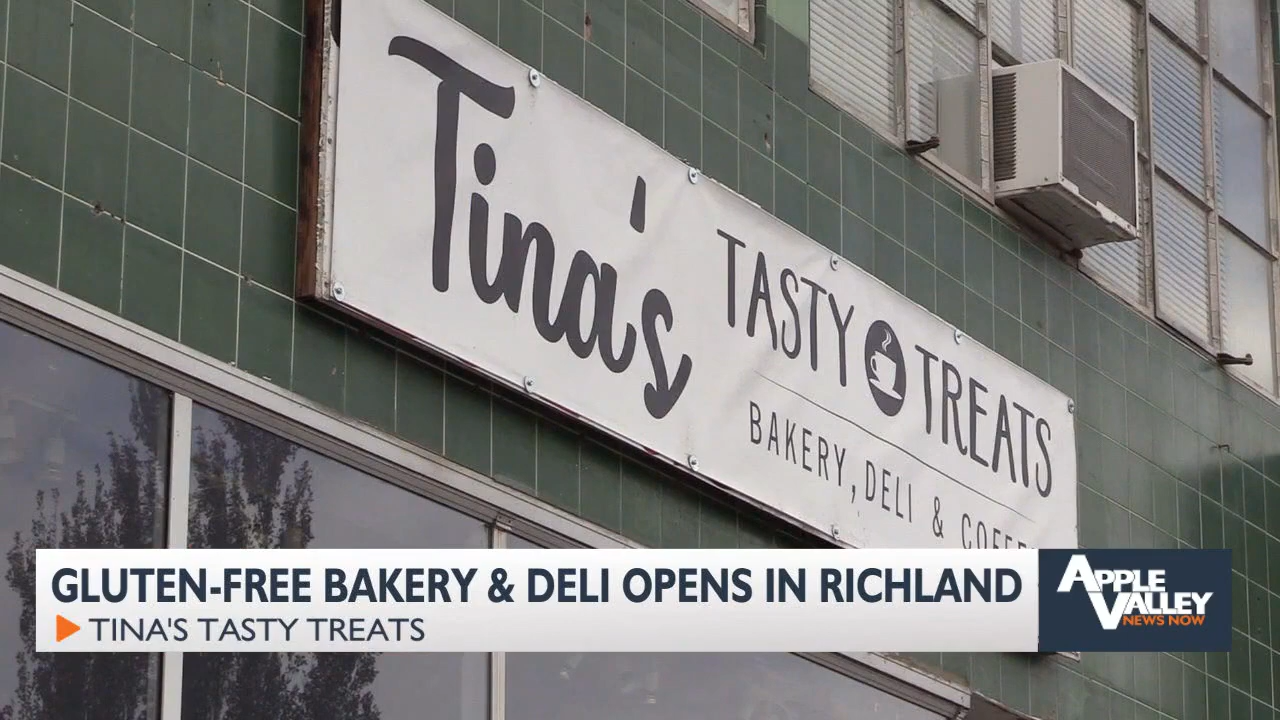 Tina's
TASTY TREATS
BAKERY, DELI &
GLUTEN-FREE BAKERY & DELI OPENS IN RICHLAND
TINA'S TASTY TREATS
APPLE
VALLEY
NEWS NOW